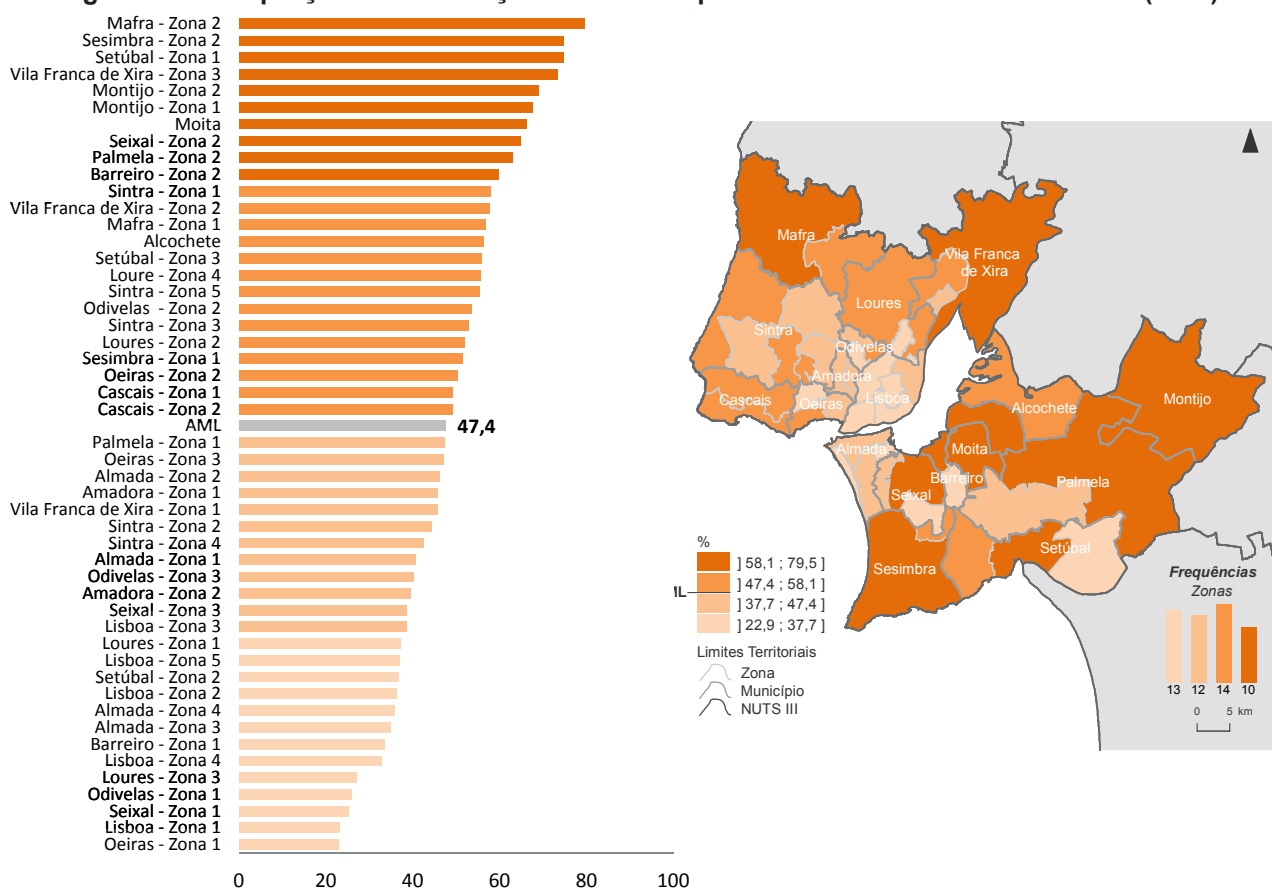 Mafra - Zona 2
Sesimbra - Zona 2
Setúbal - Zona 1
Vila Franca de Xira - Zona 3
Montijo - Zona 2
Montijo - Zona 1
Moita
Seixal - Zona 2
Palmela - Zona 2
Barreiro - Zona 2
Sintra - Zona 1
Vila Franca de Xira - Zona 2
Mafra - Zona 1
Alcochete
Setúbal - Zona 3
Loure - Zona 4
Sintra - Zona 5
Odivelas - Zona 2
Sintra - Zona 3
Loures - Zona 2
Sesimbra - Zona 1
Oeiras - Zona 2
Cascais - Zona 1
Cascais - Zona 2
AML 47,4
Palmela - Zona 1
Oeiras - Zona 3
Almada - Zona 2
Amadora - Zona 1
Vila Franca de Xira - Zona 1
Sintra - Zona 2
Sintra - Zona 4
Almada - Zona 1
Odivelas - Zona 3
Amadora - Zona 2
Seixal - Zona 3
Lisboa - Zona 3
Loures - Zona 1
Lisboa - Zona 5
Setúbal - Zona 2
Lisboa - Zona 2
Almada - Zona 4
Almada - Zona 3
Barreiro - Zona 1
Lisboa - Zona 4
Loures - Zona 3
Odivelas - Zona 1
Seixal - Zona 1
Lisboa - Zona 1
Oeiras - Zona 1
0 20 40 60 80 100
Mafra
Vila Franca
de Xira
Loures
Sintra
Odivelas
Amadora
Cascais
Oeiras
Lisboa
Alcochete
Montijo
Almada
Moita
Barreiro
Seixal
Palmela
Setúbal
Sesimbra
%
] 58,1 ; 79,5 ]
] 47,4 ; 58,1 ]
] 37,7 ; 47,4 ]
] 22,9 ; 37,7 ]
Limites Territoriais
Zona
Município
NUTS III
Frequências
Zonas
13 12 14 10
0 5 km